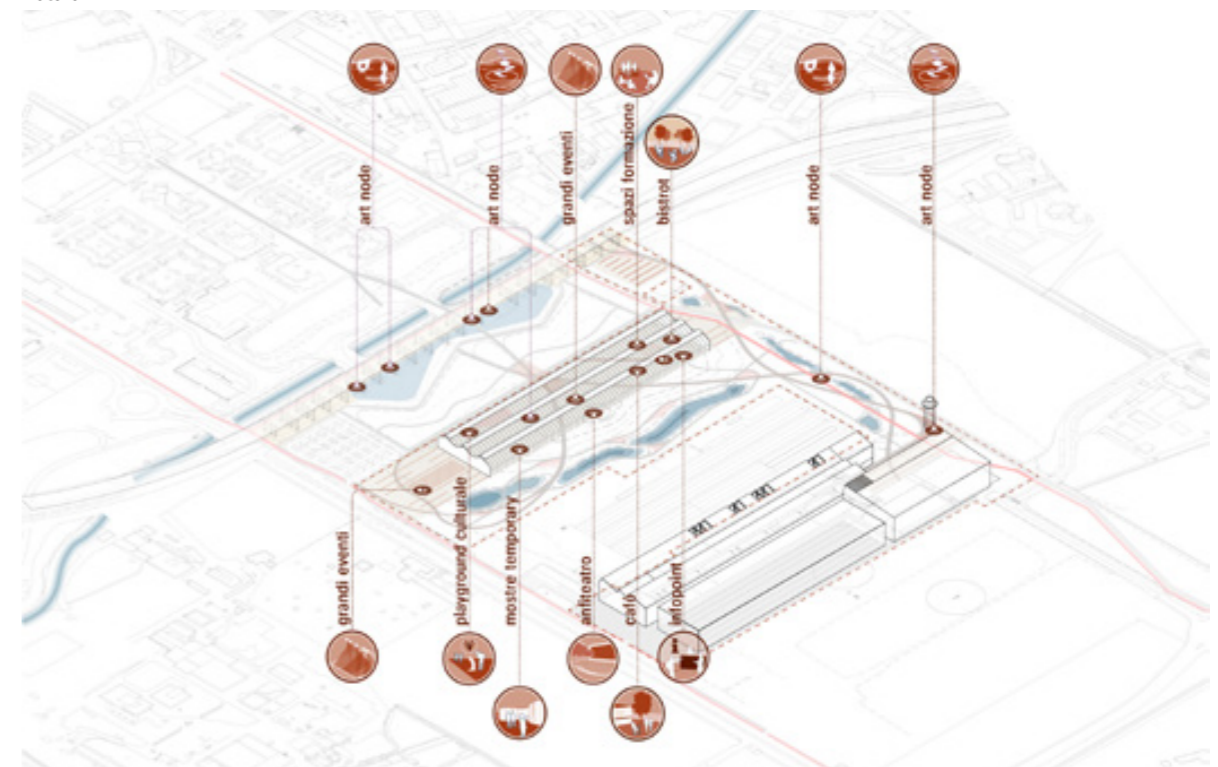 art node
art node
grandi eventi
spazi formazione
bistrot
art node
art node
grandi eventi
playground culturale
mostre temporary
anfiteatro
cafè
infopoint